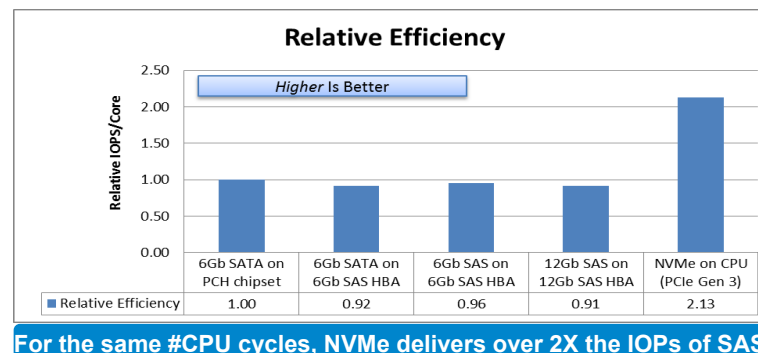 Relative Efficiency
Higher Is Better
Relative IOPS/Core
2.50
2.00
1.50
1.00
0.50
0.00
6Gb SATA on 6Gb SATA on 6Gb SAS on 12Gb SAS on NVMe on CPU
PCH chipset 6Gb SAS HBA 6Gb SAS HBA 12Gb SAS HBA (PCIe Gen 3)
Relative Efficiency 1.00 0.92 0.96 0.91 2.13
For the same #CPU cycles, NVMe delivers over 2X the IOPs of SAS